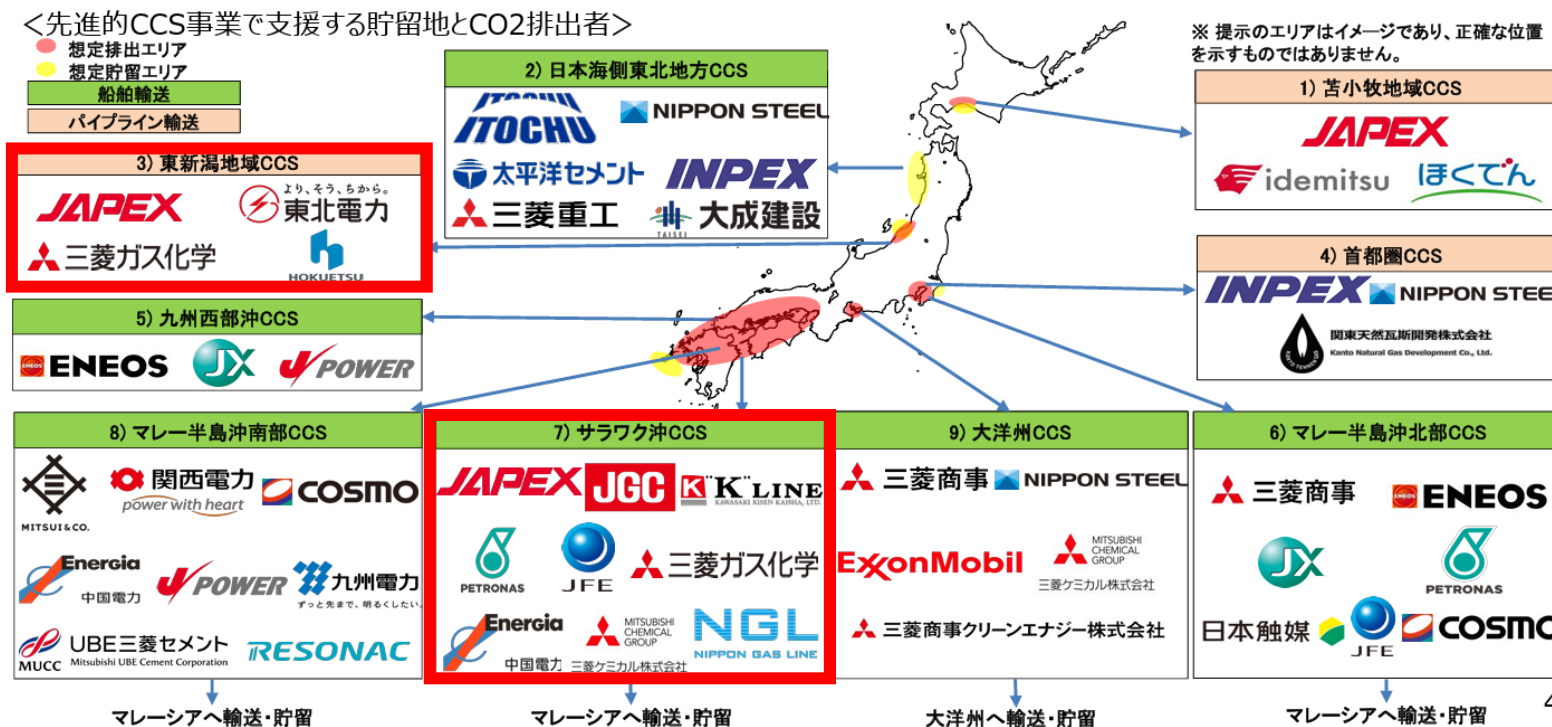 ＜先進的CCS事業で支援する貯留地とCO2排出者＞
想定排出エリア
想定貯留エリア
船舶輸送
パイプライン輸送
※ 提示のエリアはイメージであり、正確な位置
を示すものではありません。
1) 苫小牧地域CCS
JAPEX
idemitsu
ほくでん
2) 日本海側東北地方CCS
ITOCHU
ITOCHU
NIPPON STEEL
太平洋セメント
INPEX
三菱重工
TAISEI
大成建設
3) 東新潟地域CCS
JAPEX
より、そう、ちから。
東北電力
三菱ガス化学
HOKUETSU
4) 首都圏CCS
INPEX
NIPPON STEE
関東天然瓦斯開発株式会社
Kanto Natural Gas Development Co., Ltd.
5) 九州西部沖CCS
ENEOS
JX
POWER
8) マレー半島沖南部CCS
MITSUI&CO.
関西電力
power with heart
COSMO
Energia
中国電力
POWER
九州電力
ずっと先まで、明るくしたい。
MUCC
UBE三菱セメント
Mitsubishi UBE Cement Corporation
RESONAC
マレーシアへ輸送・貯留
7) サラワク沖CCS
JAPEX
JGC
K "K" LINE
KAWASAKI KISEN KAISHA, LTD.
PETRONAS
JFE
三菱ガス化学
Energia
中国電力
MITSUBISHI
CHEMICAL
GROUP
三菱ケミカル株式会社
NGL
NIPPON GAS LINE
マレーシアへ輸送・貯留
9) 大洋州CCS
三菱商事
NIPPON STEEL
ExxonMobil
MITSUBISHI
CHEMICAL
GROUP
三菱ケミカル株式会社
三菱商事クリーンエナジー株式会社
大洋州へ輸送・貯留
6) マレー半島沖北部CCS
三菱商事
ENEOS
JX
PETRONAS
日本触媒
JFE
COSMO
マレーシアへ輸送・貯留